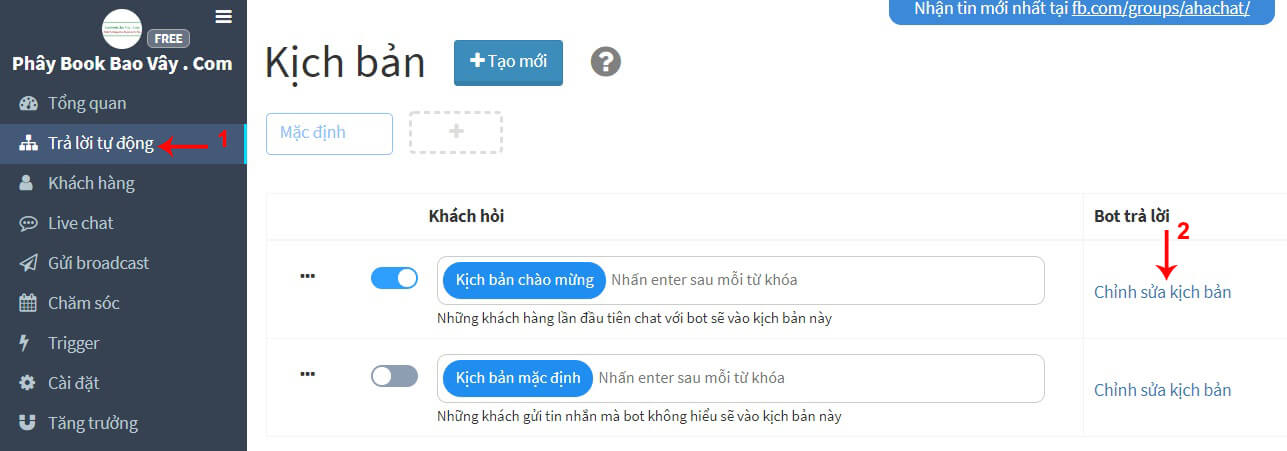 Nhận tin mới nhất tại fb.com/groups/ahachat/
FREE
Phây Book Bao Vây . Com
Tổng quan
Trả lời tự động
1
Khách hàng
Live chat
Gửi broadcast
Chăm sóc
Trigger
Cài đặt
Tăng trưởng
Kịch bản
+ Tạo mới
?
Mặc định
+
Khách hỏi
Bot trả lời
2
... Kịch bản chào mừng Nhấn enter sau mỗi từ khóa
Chỉnh sửa kịch bản
Những khách hàng lần đầu tiên chat với bot sẽ vào kịch bản này
... Kịch bản mặc định Nhấn enter sau mỗi từ khóa
Chỉnh sửa kịch bản
Những khách gửi tin nhắn mà bot không hiểu sẽ vào kịch bản này